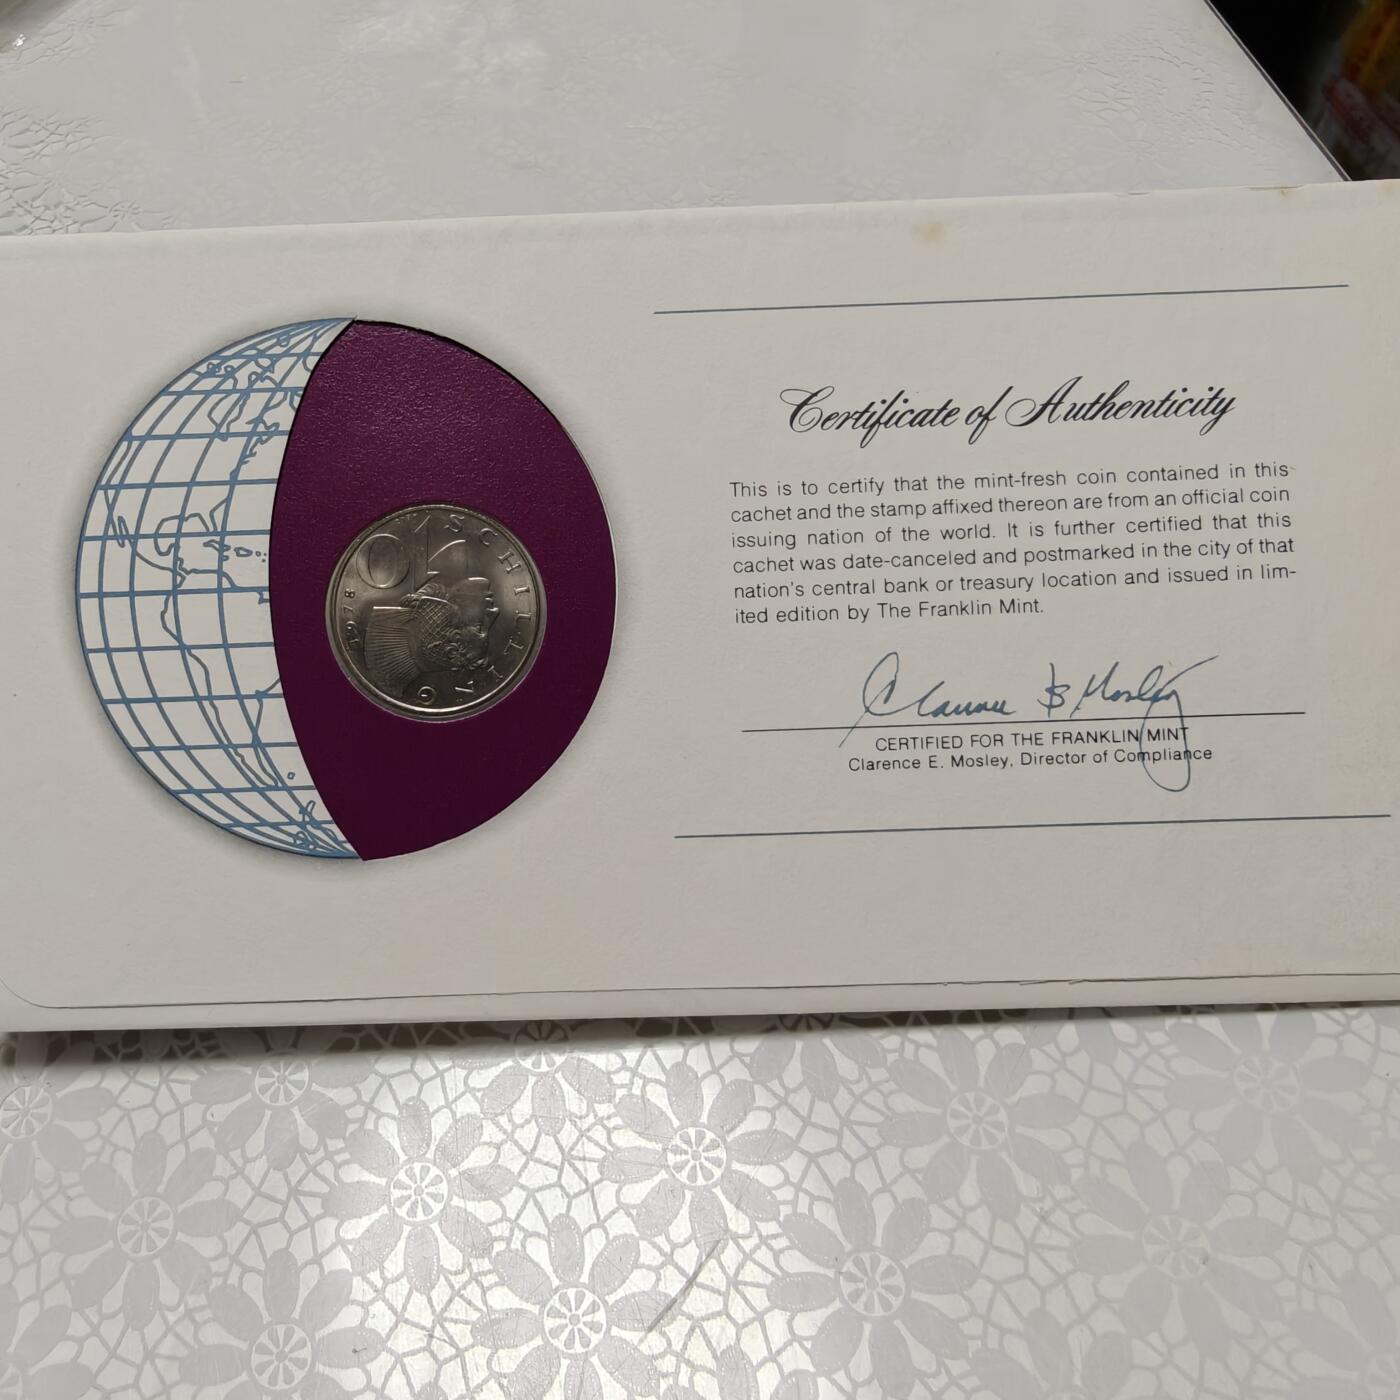 Certificate of Authenticity
This is to certify that the mint-fresh coin contained in this
cachet and the stamp affixed thereon are from an official coin
issuing nation of the world. It is further certified that this
cachet was date-canceled and postmarked in the city of that
nation's central bank or treasury location and issued in lim-
ited edition by The Franklin Mint.
Clarence E Mosley
CERTIFIED FOR THE FRANKLIN MINT
Clarence E. Mosley, Director of Compliance
10 SCHILLING
1978